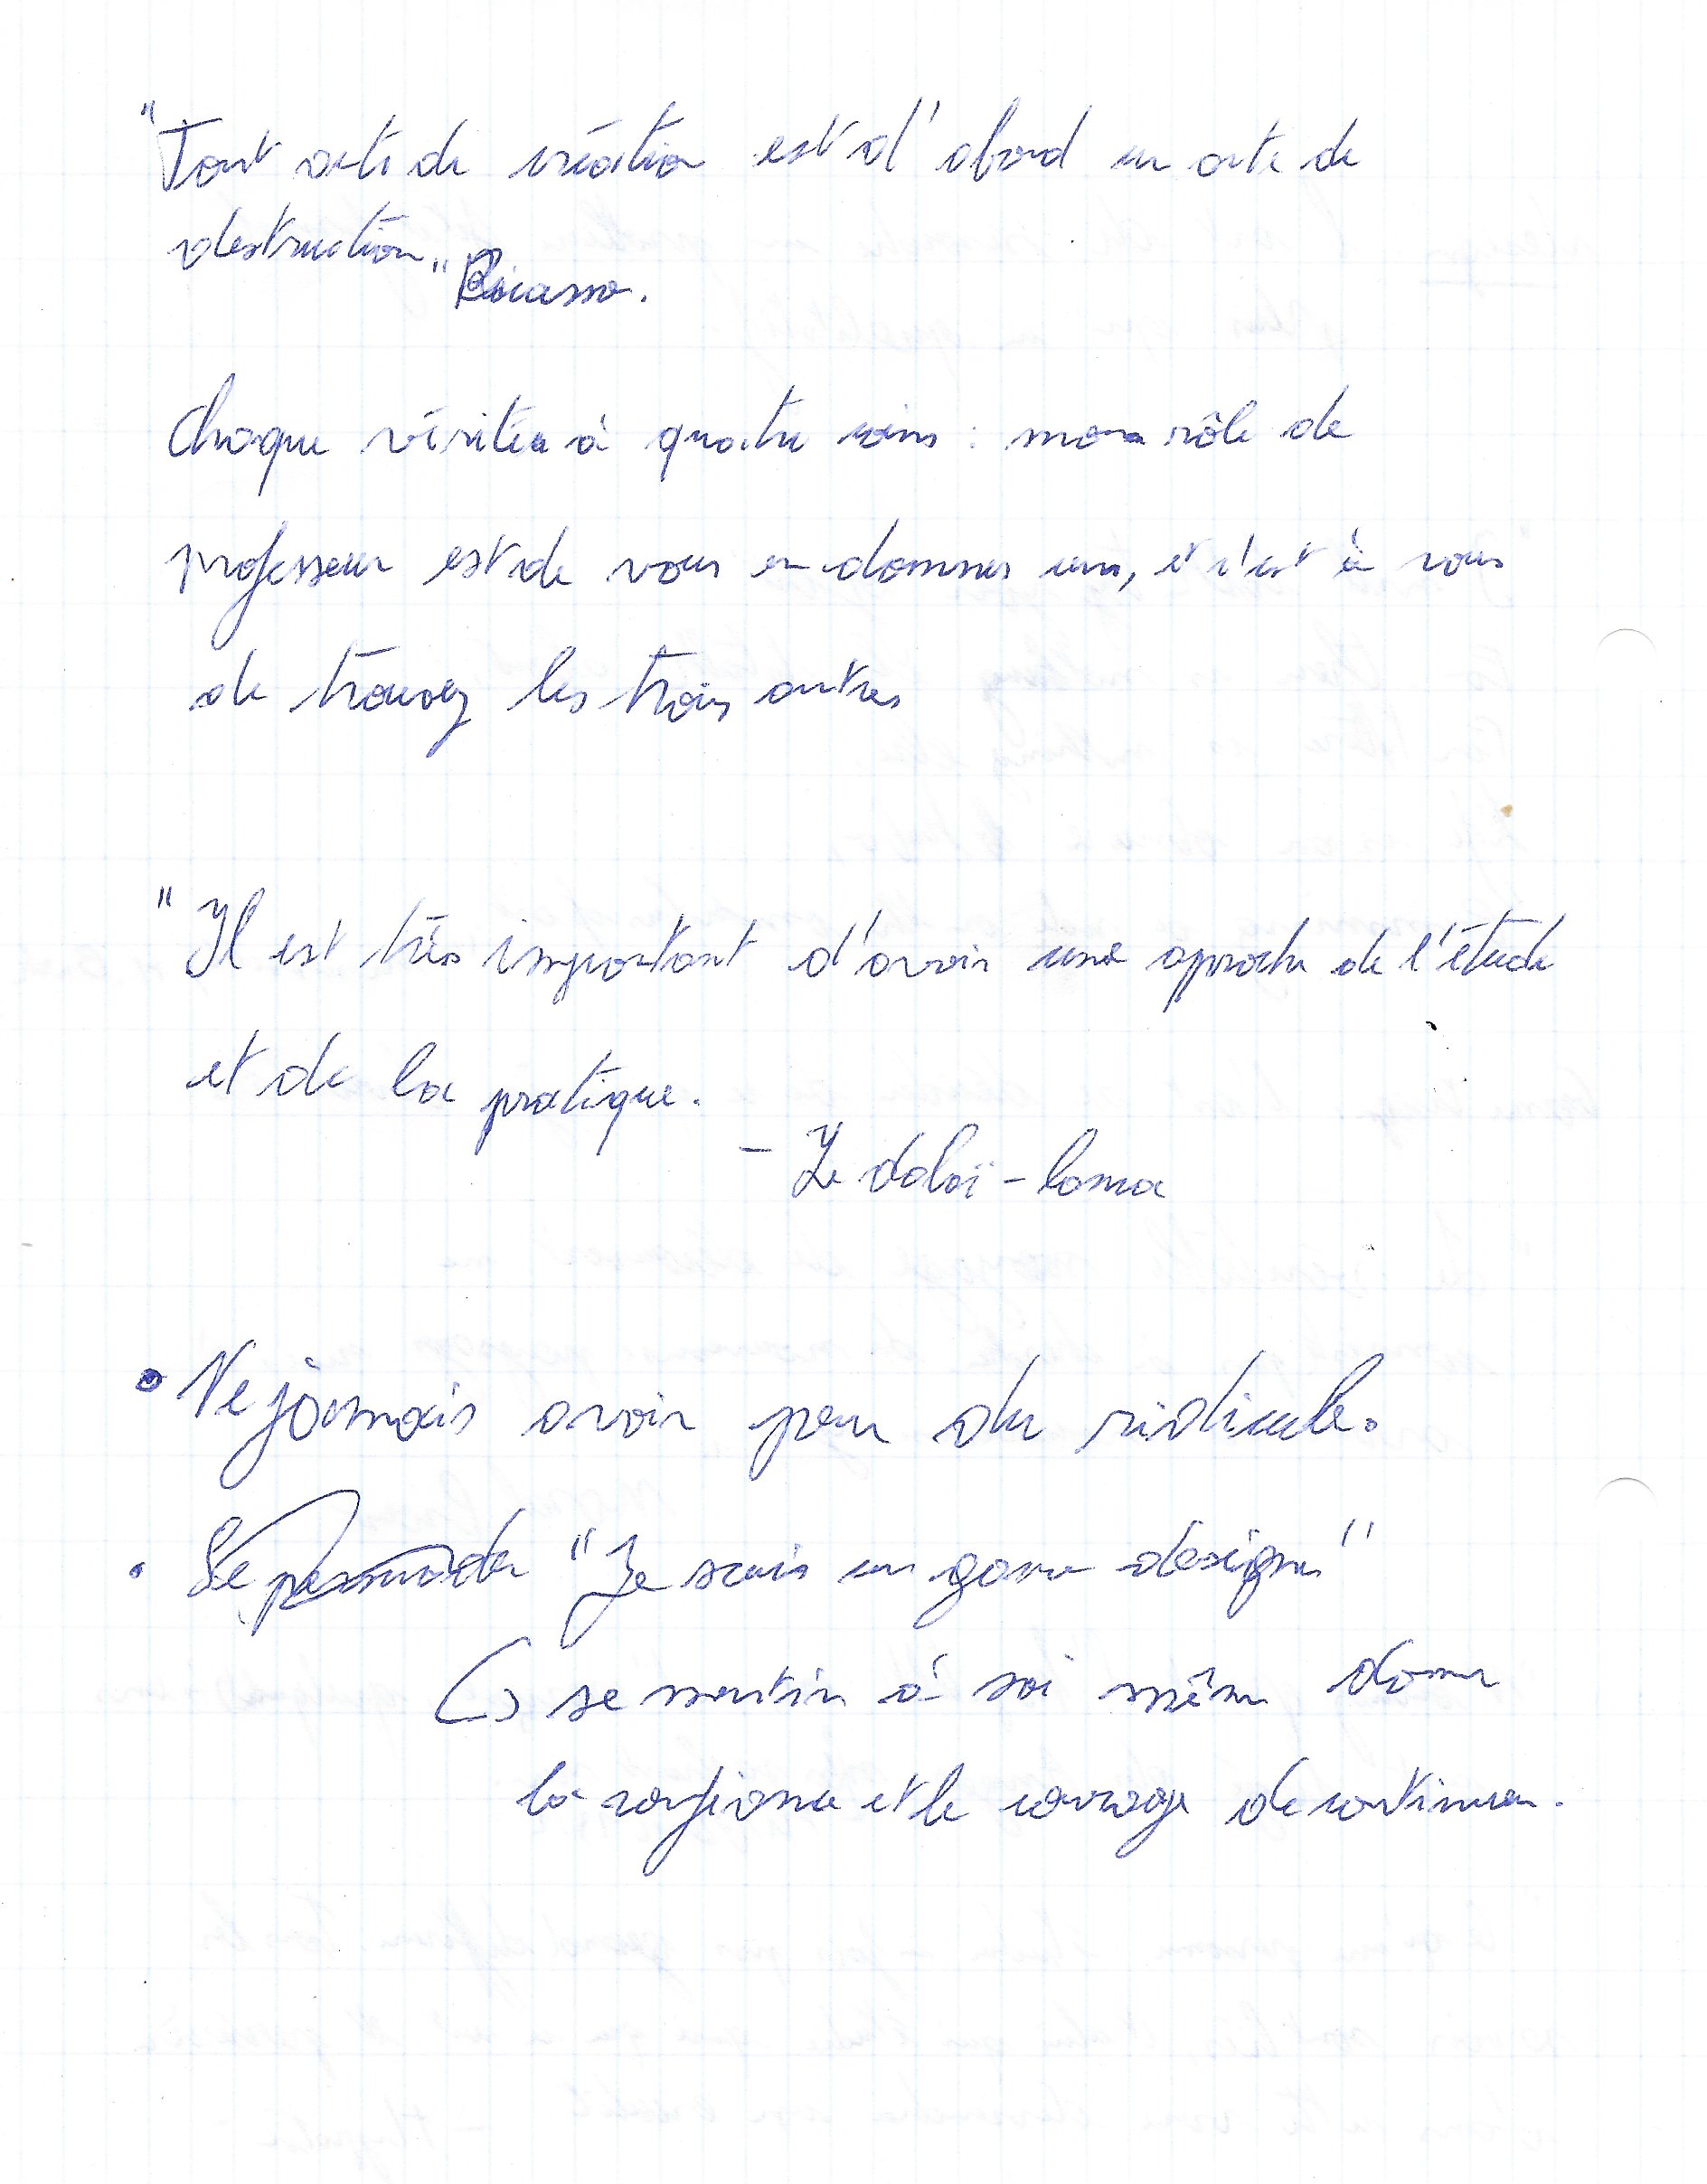 "Tout acte de création est d'abord un acte de
destruction" Picasso.
Chaque vérité a quatre coins : mon rôle de
professeur est de vous en donner un, et c'est à vous
de trouver les trois autres
"Il est très important d'avoir une aproche de l'étude
et de la pratique.
- Le dalaï-lama
• Ne jamais avoir peur du ridicule.
• Se persuader "Je suis un game designer"
↳ se mentir à soi même donne
la confiance et le courage de continuer.